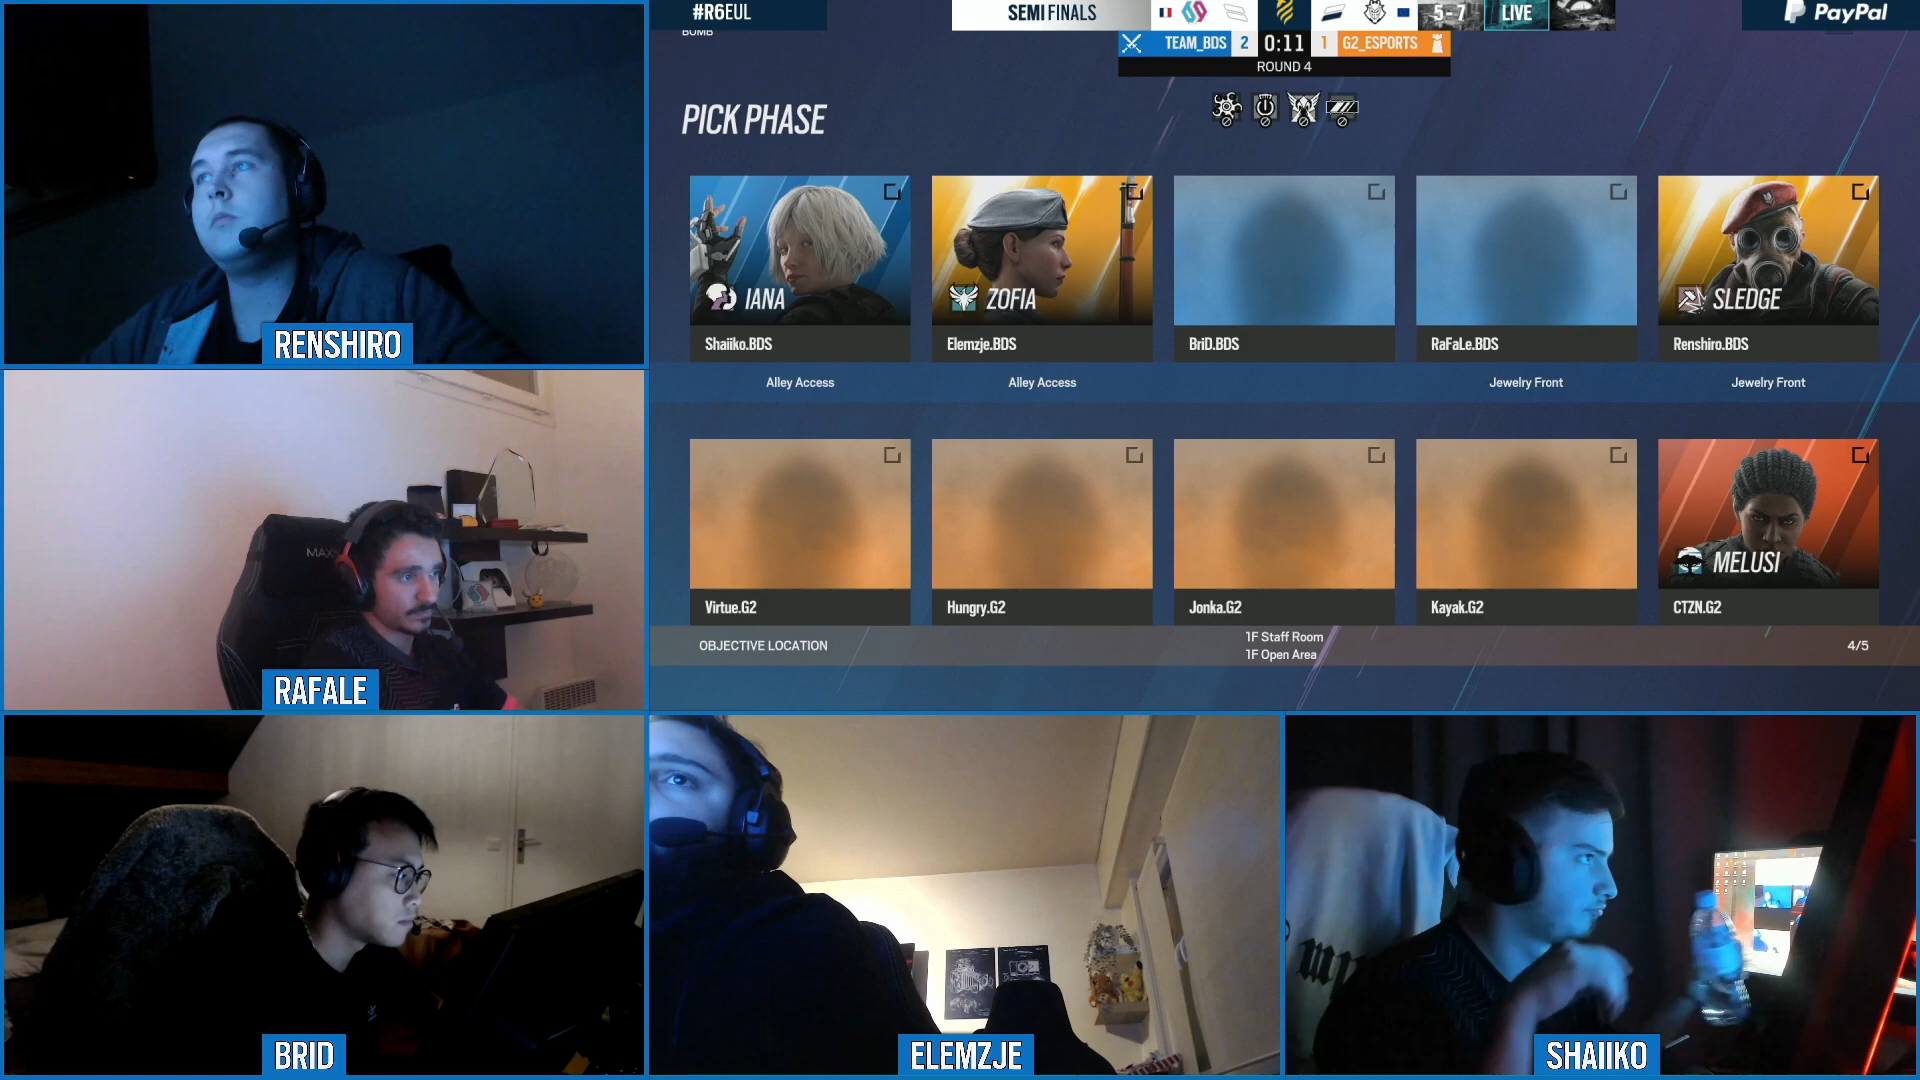 #R6EUL
SEMI FINALS
5 - 7
LIVE
PayPal
BOMB
TEAM_BDS 2 0:11 1 G2_ESPORTS
ROUND 4
PICK PHASE
IANA
ZOFIA
SLEDGE
Shaiiko.BDS
Elemzje.BDS
BriD.BDS
RaFaLe.BDS
Renshiro.BDS
Alley Access
Alley Access
Jewelry Front
Jewelry Front
MELUSI
Virtue.G2
Hungry.G2
Jonka.G2
Kayak.G2
CTZN.G2
OBJECTIVE LOCATION
1F Staff Room
1F Open Area
4/5
RENSHIRO
RAFALE
BRID
ELEMZJE
SHAIIKO